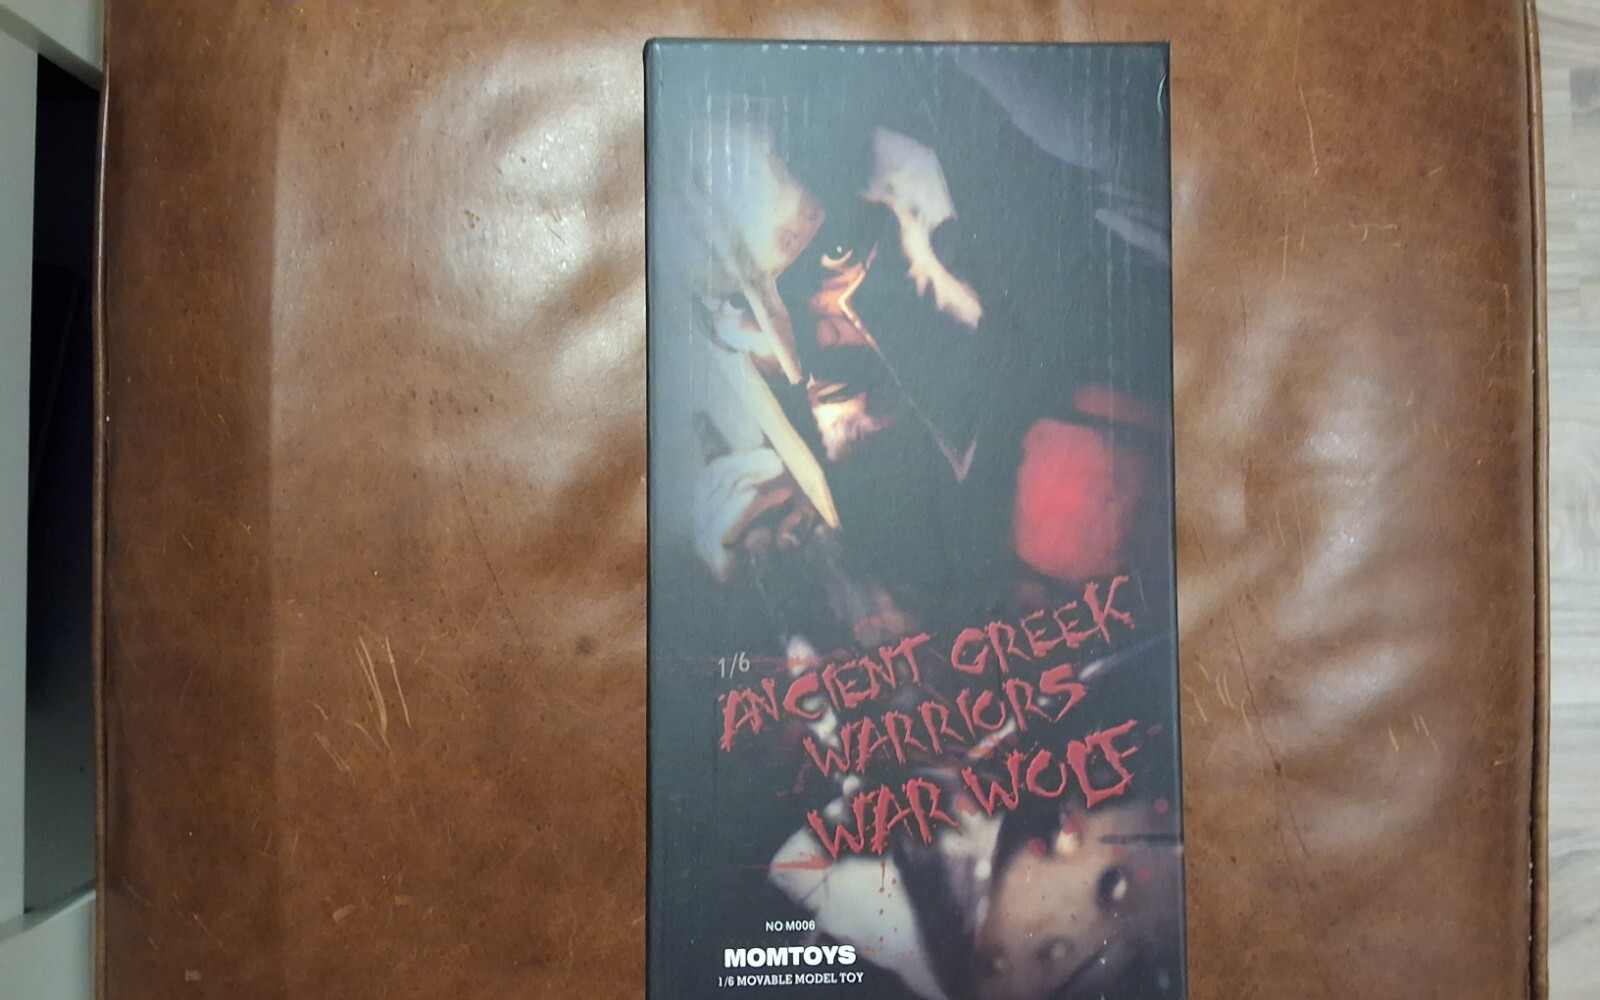 1/6
ANCIENT GREEK
WARRIORS
WAR WOLF
NO M006
MOMTOYS
1/6 MOVABLE MODEL TOY